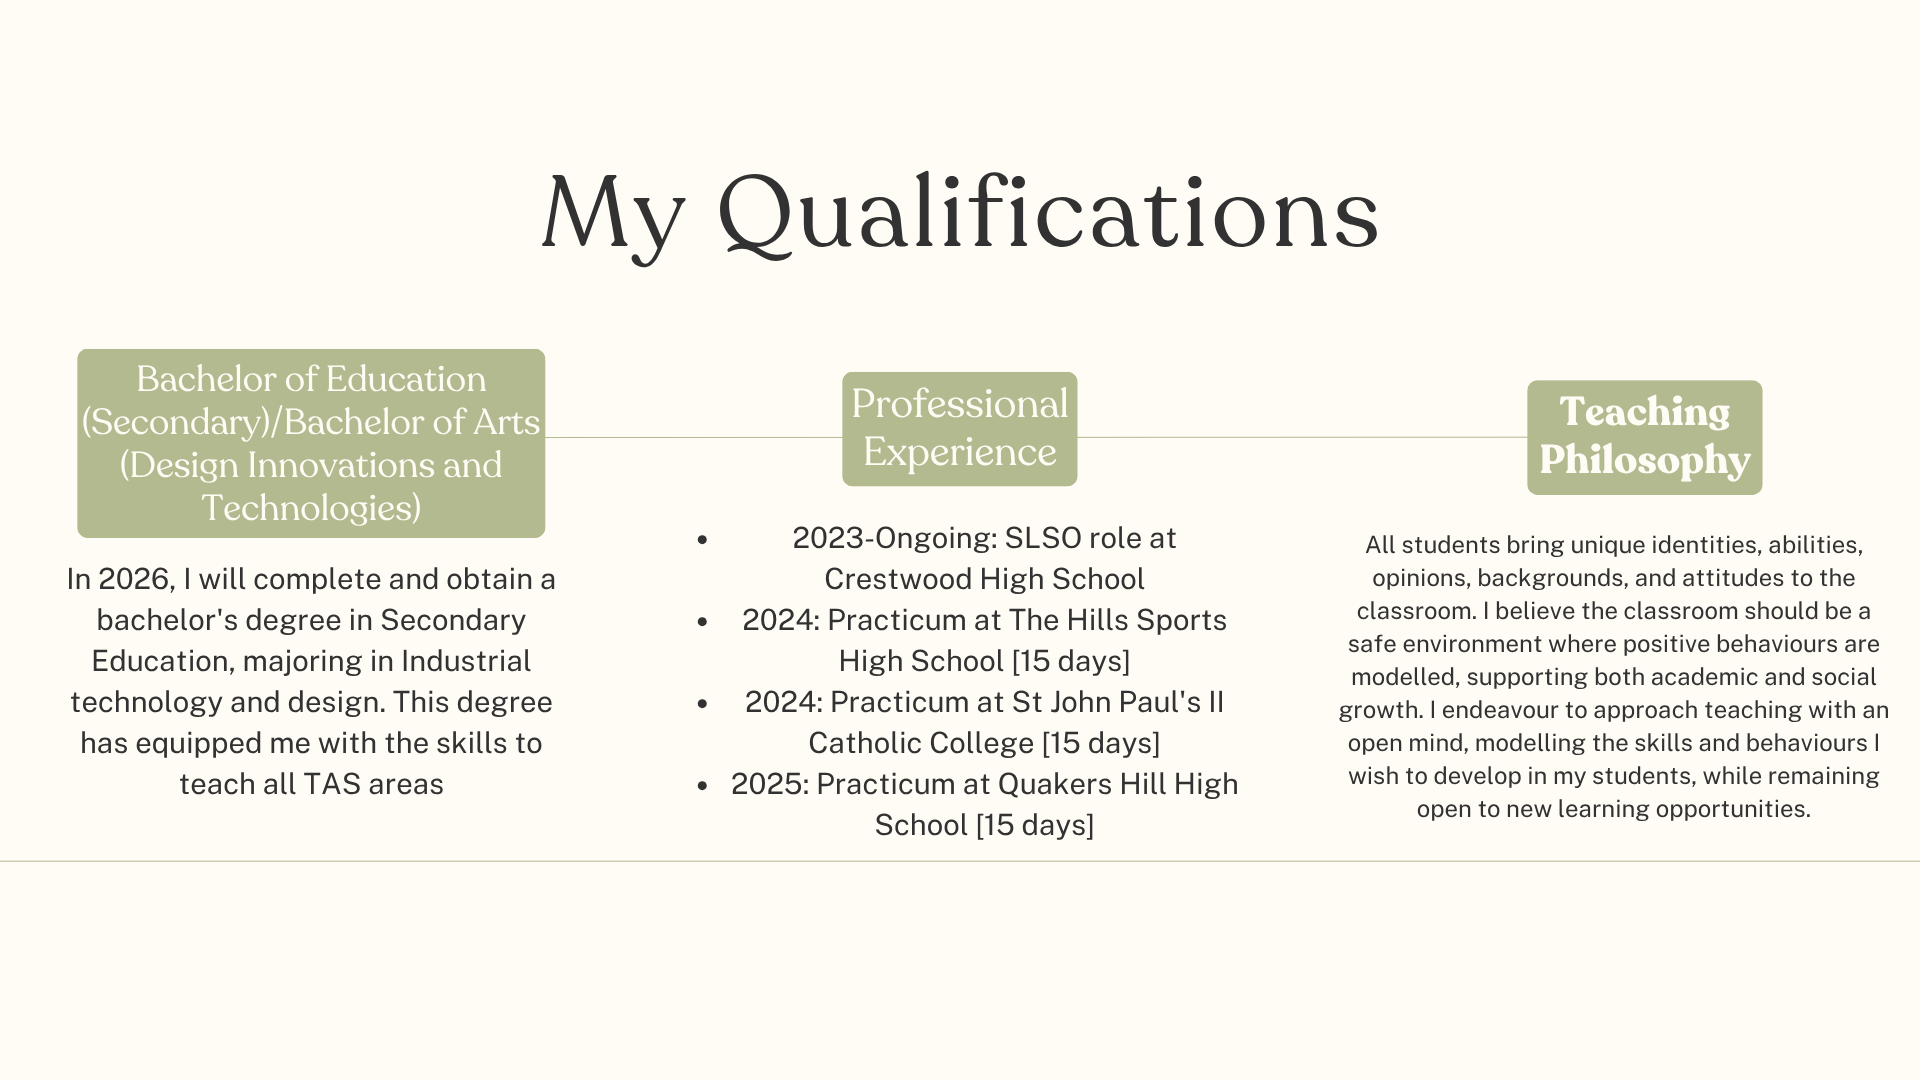 My Qualifications
Bachelor of Education
(Secondary)/Bachelor of Arts
(Design Innovations and
Technologies)
In 2026, I will complete and obtain a
bachelor's degree in Secondary
Education, majoring in Industrial
technology and design. This degree
has equipped me with the skills to
teach all TAS areas
Professional
Experience
• 2023-Ongoing: SLSO role at
Crestwood High School
• 2024: Practicum at The Hills Sports
High School [15 days]
• 2024: Practicum at St John Paul's II
Catholic College [15 days]
• 2025: Practicum at Quakers Hill High
School [15 days]
Teaching
Philosophy
All students bring unique identities, abilities,
opinions, backgrounds, and attitudes to the
classroom. I believe the classroom should be a
safe environment where positive behaviours are
modelled, supporting both academic and social
growth. I endeavour to approach teaching with an
open mind, modelling the skills and behaviours I
wish to develop in my students, while remaining
open to new learning opportunities.